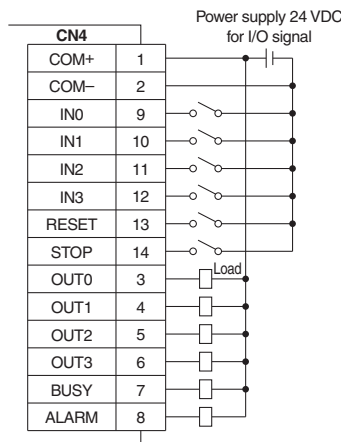 Power supply 24 VDC
for I/O signal
CN4
COM+ 1
COM– 2
IN0 9
IN1 10
IN2 11
IN3 12
RESET 13
STOP 14
OUT0 3 Load
OUT1 4
OUT2 5
OUT3 6
BUSY 7
ALARM 8